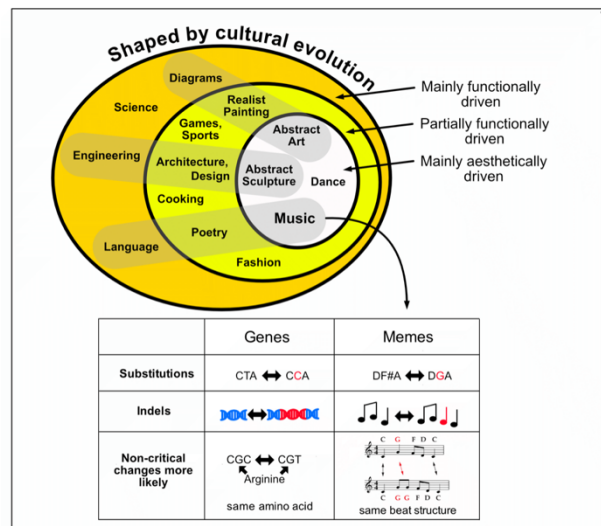 Shaped by cultural evolution
Diagrams
Science
Realist
Painting
Games,
Sports
Abstract
Art
Engineering
Architecture,
Design
Abstract
Sculpture
Dance
Cooking
Music
Poetry
Language
Fashion
Mainly functionally
driven
Partially functionally
driven
Mainly aesthetically
driven
Genes Memes
Substitutions CTA CCA DF#A DGA
Indels
Non-critical
changes more
likely
CGC CGT
Arginine
same amino acid
C G F D C
C G G F D C
same beat structure